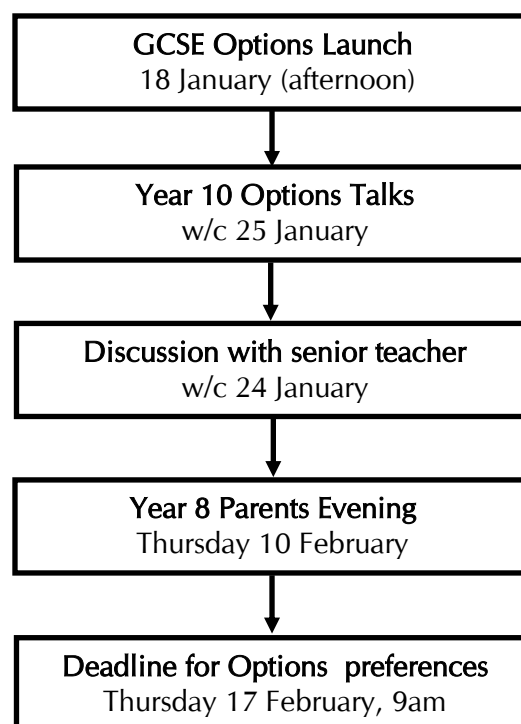 GCSE Options Launch
18 January (afternoon)
Year 10 Options Talks
w/c 25 January
Discussion with senior teacher
w/c 24 January
Year 8 Parents Evening
Thursday 10 February
Deadline for Options preferences
Thursday 17 February, 9am